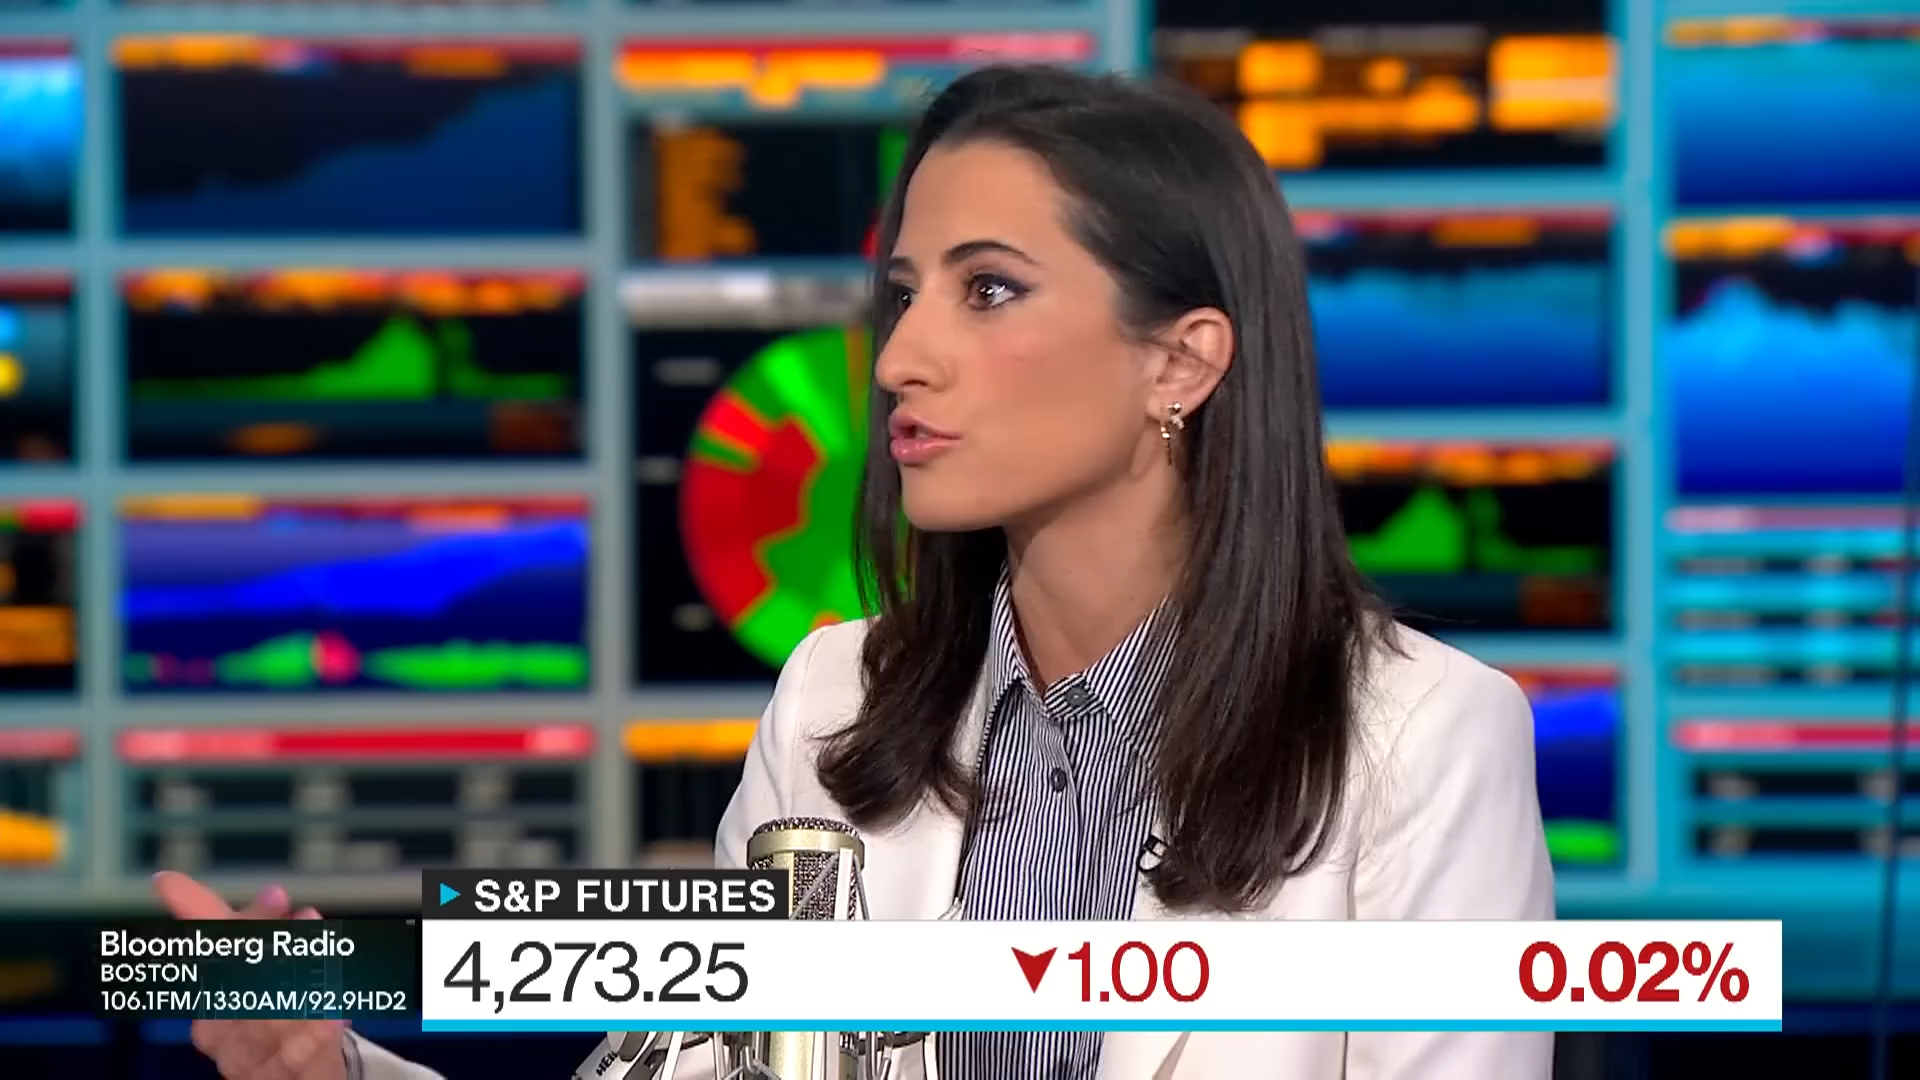 S&P FUTURES
Bloomberg Radio
BOSTON
106.1FM/1330AM/92.9HD2
4,273.25
1.00
0.02%